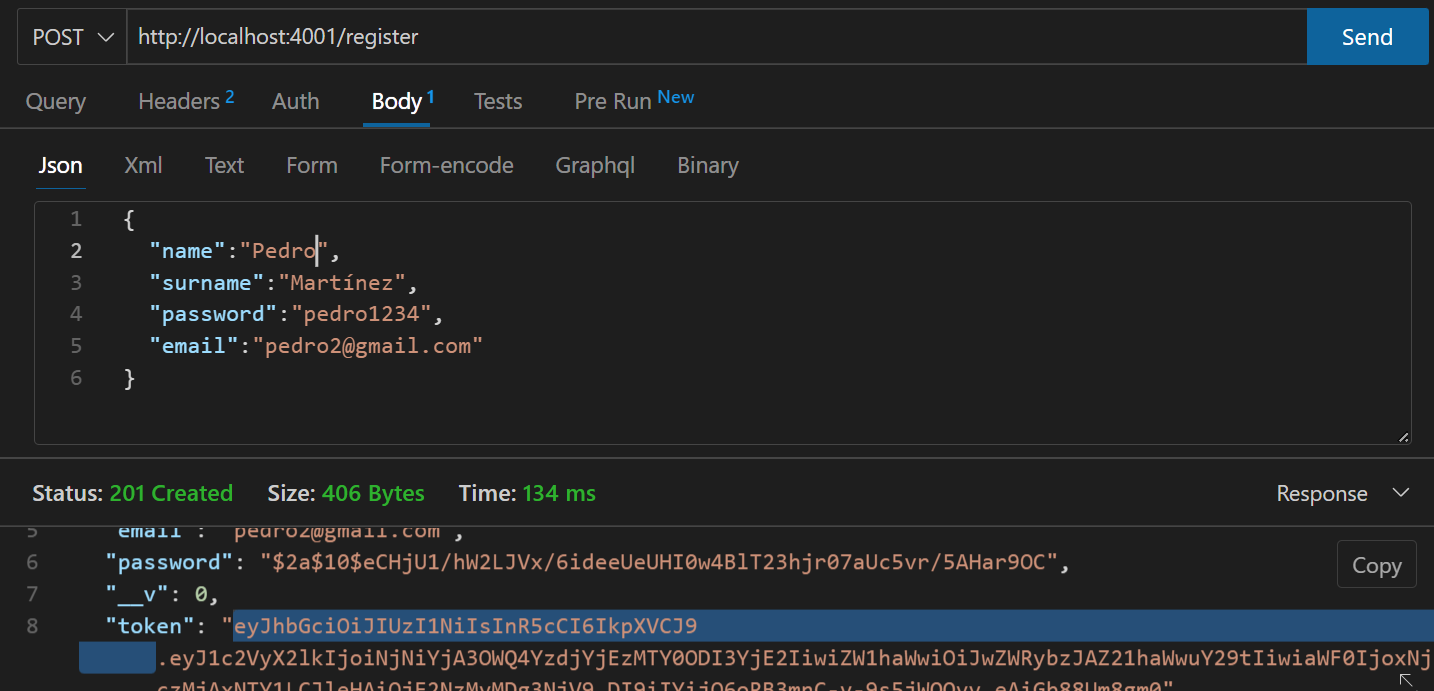 POST http://localhost:4001/register Send
Query Headers 2 Auth Body 1 Tests Pre Run New
Json Xml Text Form Form-encode Graphql Binary
1 {
2 "name":"Pedro",
3 "surname":"Martínez",
4 "password":"pedro1234",
5 "email":"pedro2@gmail.com"
6 }
Status: 201 Created Size: 406 Bytes Time: 134 ms Response
5 "email": "pedro2@gmail.com",
6 "password": "$2a$10$eCHjU1/hW2LJVx/6ideeUeUHI0w4BlT23hjr07aUc5vr/5AHar9OC",
Copy
7 "__v": 0,
8 "token": "eyJhbGciOiJIUzI1NiIsInR5cCI6IkpXVCJ9
.eyJ1c2VyX2lkIjoiNjNiYjA3OWQ4YzdjYjEzMTY0ODI3YjE2IiwiZW1haWwiOiJwZWRybzJAZ21haWwuY29tIiwiaWF0IjoxNj